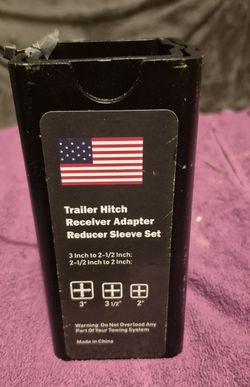 Trailer Hitch
Receiver Adapter
Reducer Sleeve Set
3 Inch to 2-1/2 Inch;
2-1/2 Inch to 2 Inch;
3" 3 1/2" 2"
Warning: Do Not Overload Any
Part Of Your Towing System
Made in China